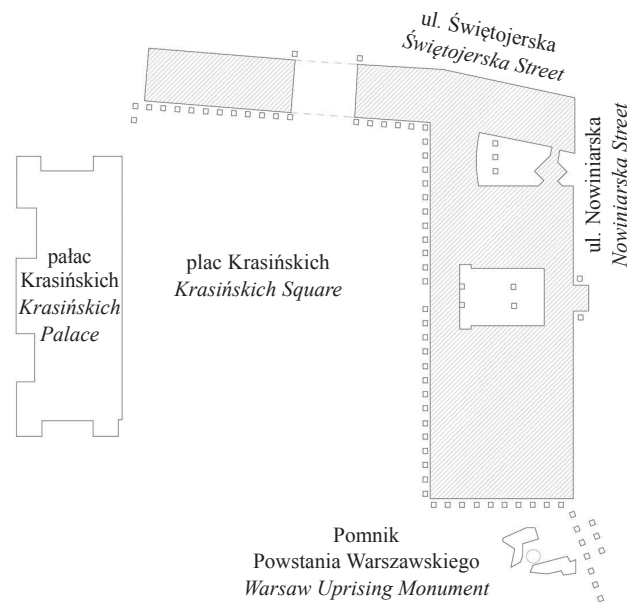 ul. Świętojerska
Świętojerska Street
ul. Nowiniarska
Nowiniarska Street
pałac
Krasińskich
Krasińskich
Palace
plac Krasińskich
Krasińskich Square
Pomnik
Powstania Warszawskiego
Warsaw Uprising Monument